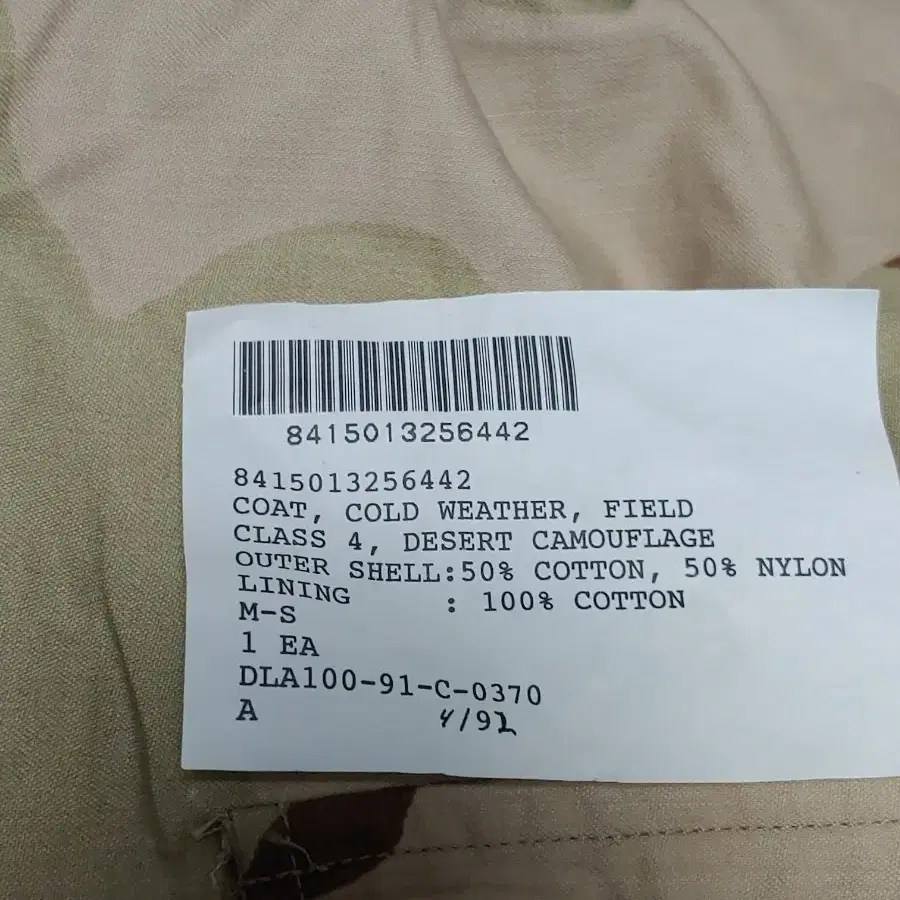 8415013256442
8415013256442
COAT, COLD WEATHER, FIELD
CLASS 4, DESERT CAMOUFLAGE
OUTER SHELL:50% COTTON, 50% NYLON
LINING : 100% COTTON
M-S
1 EA
DLA100-91-C-0370
A 4/92